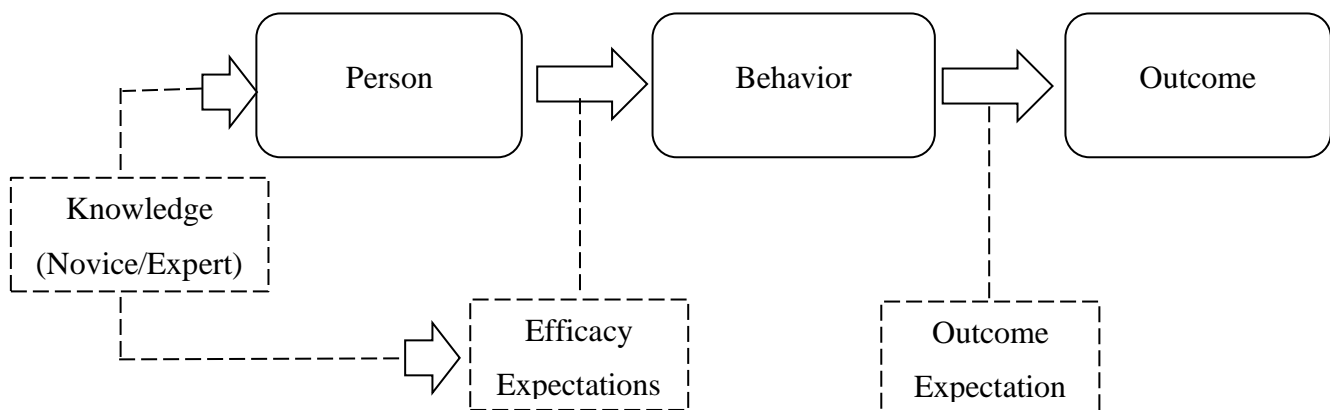 Person
Behavior
Outcome
Knowledge
(Novice/Expert)
Efficacy
Expectations
Outcome
Expectation